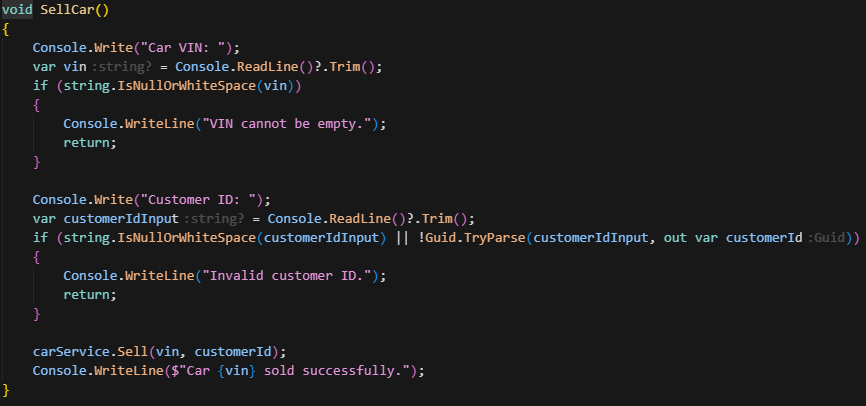 void SellCar()
{
    Console.Write("Car VIN: ");
    var vin :string? = Console.ReadLine()?.Trim();
    if (string.IsNullOrWhiteSpace(vin))
    {
        Console.WriteLine("VIN cannot be empty.");
        return;
    }

    Console.Write("Customer ID: ");
    var customerIdInput :string? = Console.ReadLine()?.Trim();
    if (string.IsNullOrWhiteSpace(customerIdInput) || !Guid.TryParse(customerIdInput, out var customerId :Guid))
    {
        Console.WriteLine("Invalid customer ID.");
        return;
    }

    carService.Sell(vin, customerId);
    Console.WriteLine($"Car {vin} sold successfully.");
}